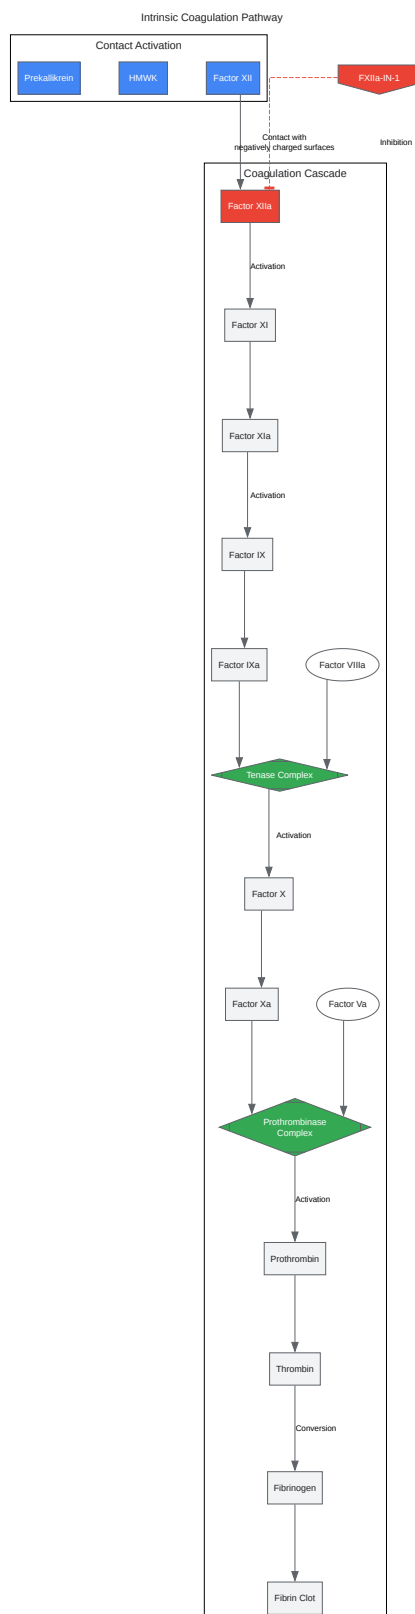 Intrinsic Coagulation Pathway
Contact Activation
Prekallikrein
HMWK
Factor XII
FXIIa-IN-1
Contact with
negatively charged surfaces
Inhibition
Coagulation Cascade
Factor XIIa
Activation
Factor XI
Factor XIa
Activation
Factor IX
Factor IXa
Factor VIIIa
Tenase Complex
Activation
Factor X
Factor Xa
Factor Va
Prothrombinase
Complex
Activation
Prothrombin
Thrombin
Conversion
Fibrinogen
Fibrin Clot